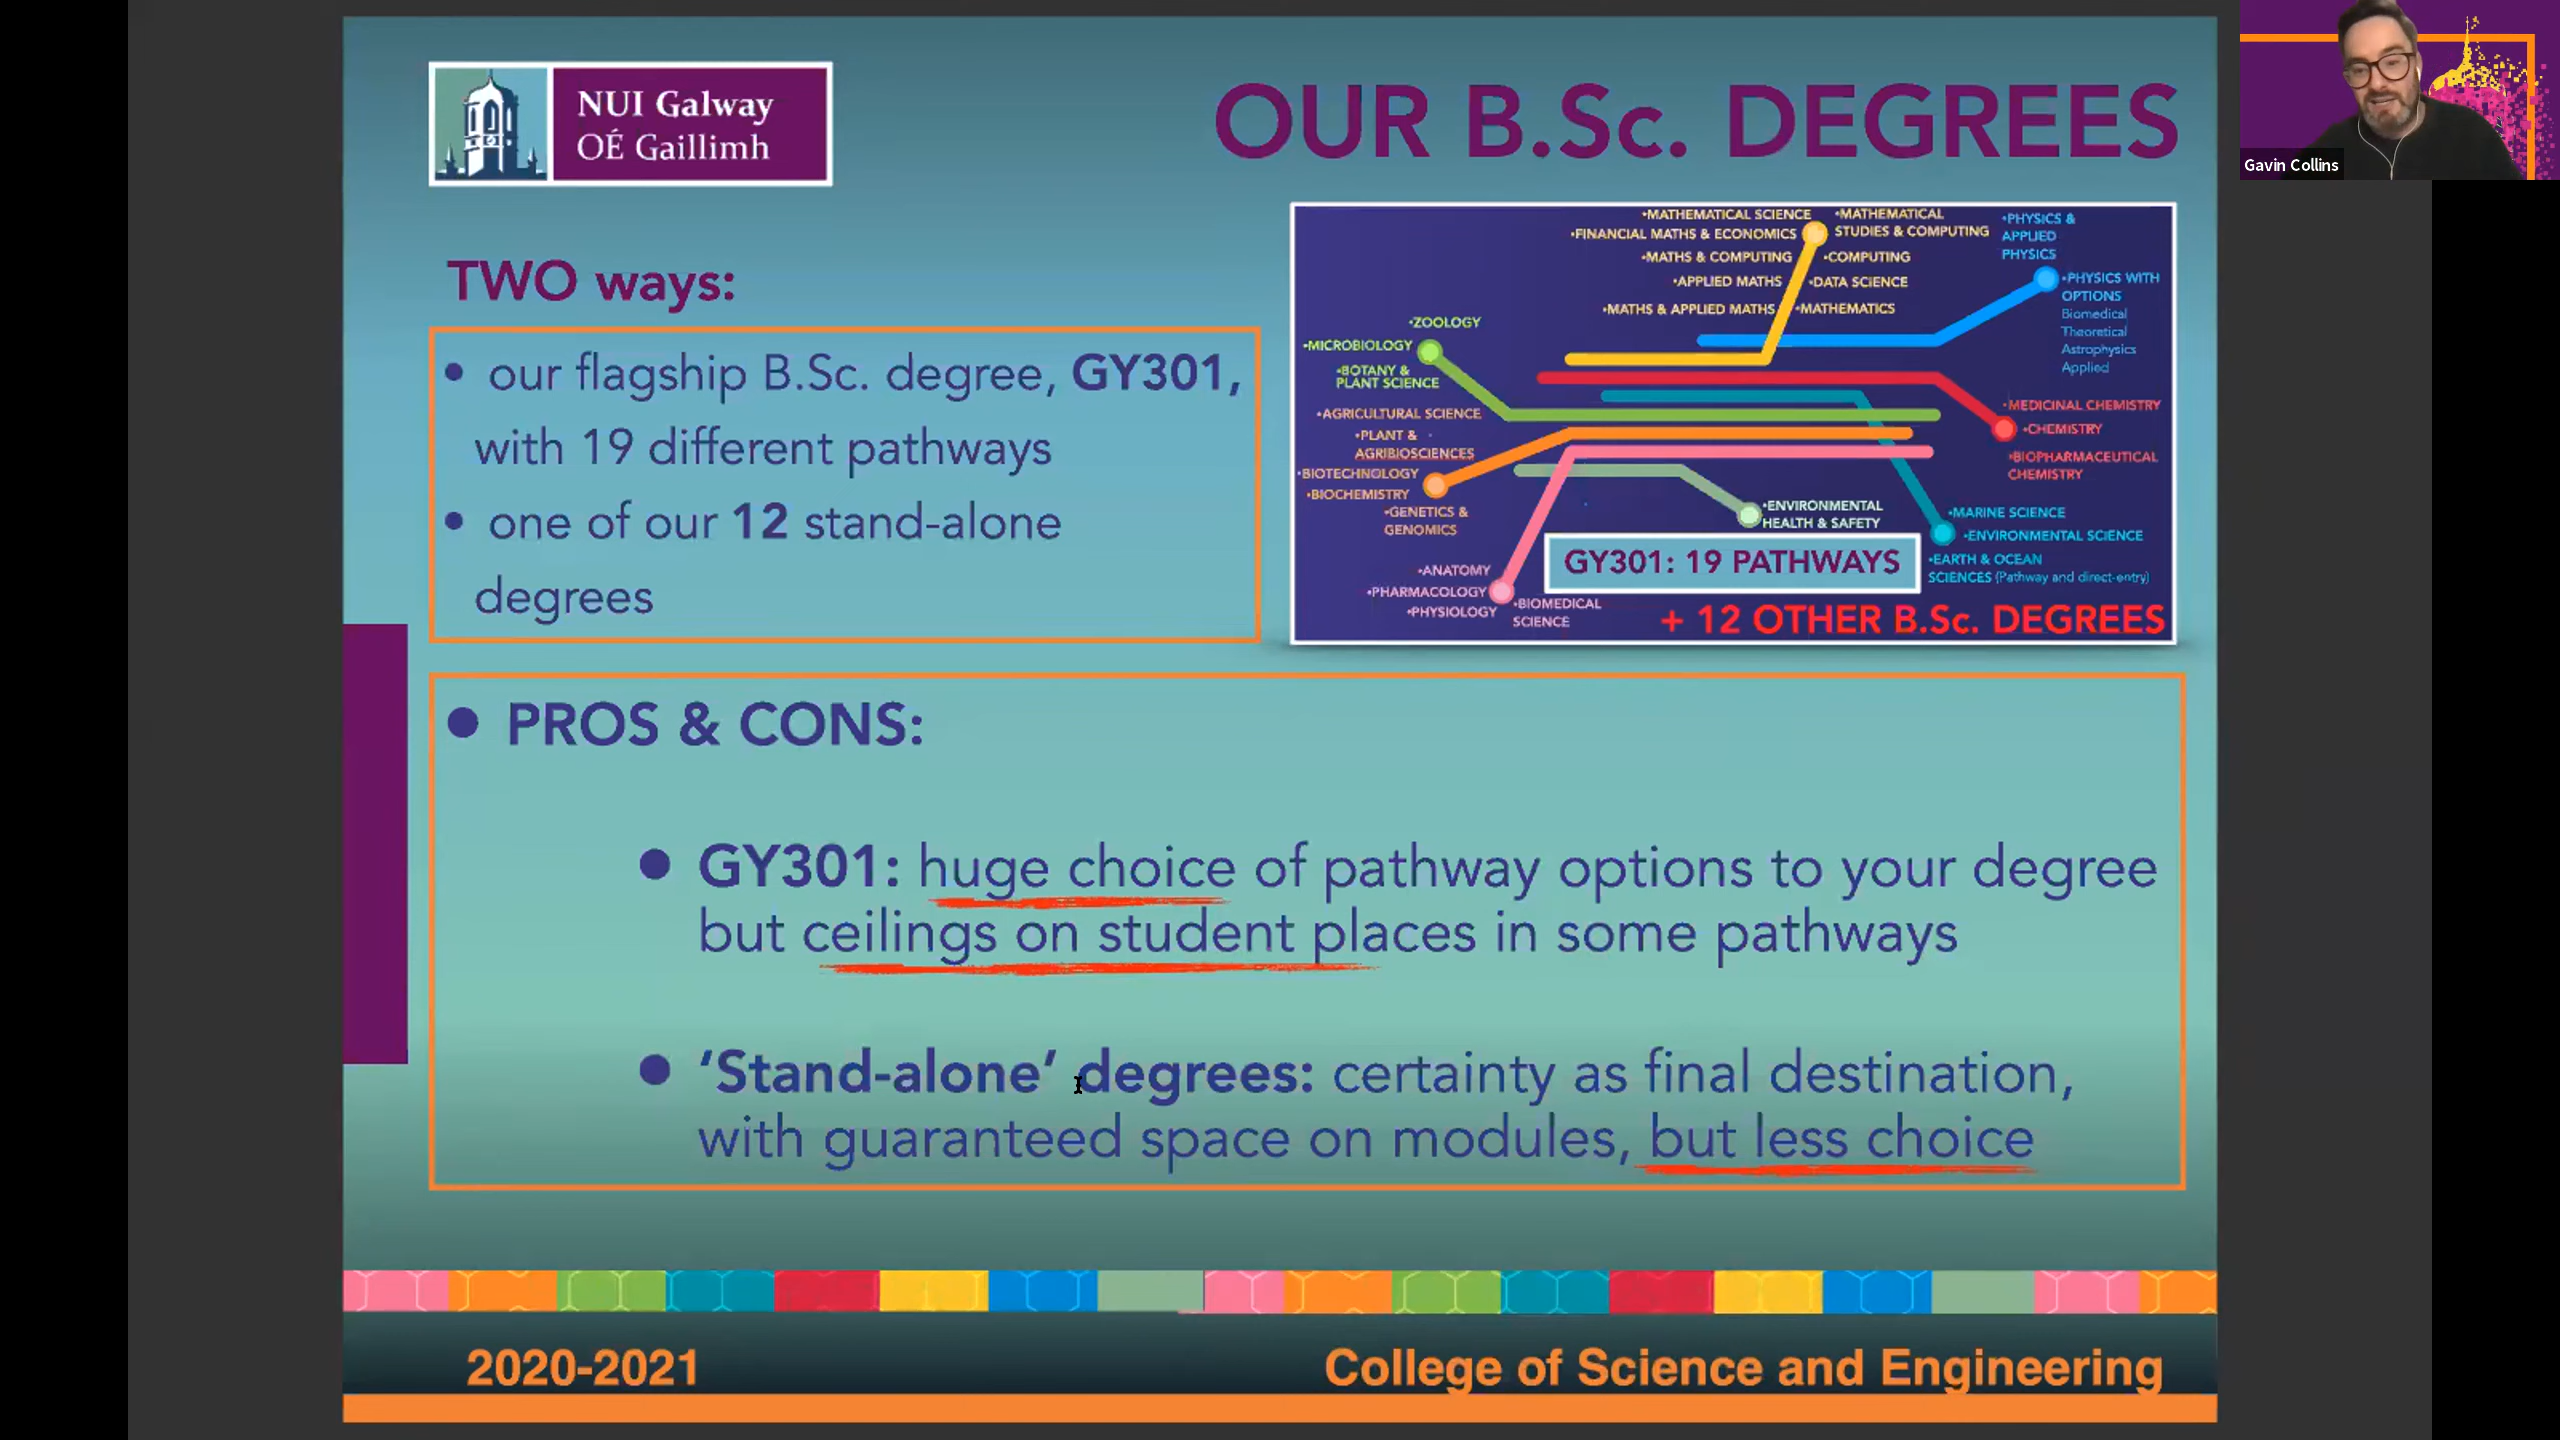 NUI Galway
OÉ Gaillimh
OUR B.Sc. DEGREES
Gavin Collins
TWO ways:
• our flagship B.Sc. degree, GY301,
with 19 different pathways
• one of our 12 stand-alone
degrees
•MATHEMATICAL SCIENCE
•FINANCIAL MATHS & ECONOMICS
•MATHS & COMPUTING
•APPLIED MATHS
•MATHS & APPLIED MATHS
•MATHEMATICAL
STUDIES & COMPUTING
•COMPUTING
•DATA SCIENCE
•MATHEMATICS
•PHYSICS &
APPLIED
PHYSICS
•PHYSICS WITH
OPTIONS
Biomedical
Theoretical
Astrophysics
Applied
•ZOOLOGY
•MICROBIOLOGY
•BOTANY &
PLANT SCIENCE
•AGRICULTURAL SCIENCE
•PLANT &
AGRIBIOSCIENCES
•BIOTECHNOLOGY
•BIOCHEMISTRY
•GENETICS &
GENOMICS
•MEDICINAL CHEMISTRY
•CHEMISTRY
•BIOPHARMACEUTICAL
CHEMISTRY
•ENVIRONMENTAL
HEALTH & SAFETY
•MARINE SCIENCE
•ENVIRONMENTAL SCIENCE
•EARTH & OCEAN
SCIENCES (Pathway and direct-entry)
•ANATOMY
•PHARMACOLOGY
•PHYSIOLOGY
•BIOMEDICAL
SCIENCE
GY301: 19 PATHWAYS
+ 12 OTHER B.Sc. DEGREES
• PROS & CONS:
• GY301: huge choice of pathway options to your degree
but ceilings on student places in some pathways
• ‘Stand-alone’ degrees: certainty as final destination,
with guaranteed space on modules, but less choice
2020-2021
College of Science and Engineering